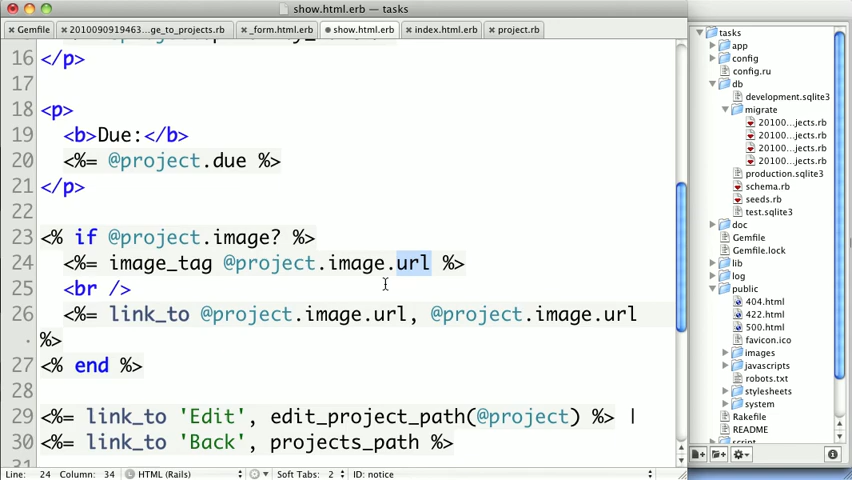 show.html.erb — tasks
Gemfile
2010090919463...ge_to_projects.rb
_form.html.erb
show.html.erb
index.html.erb
project.rb
16 </p>
17
18 <p>
19 <b>Due:</b>
20 <%= @project.due %>
21 </p>
22
23 <% if @project.image? %>
24 <%= image_tag @project.image.url %>
25 <br />
26 <%= link_to @project.image.url, @project.image.url
%>
27 <% end %>
28
29 <%= link_to 'Edit', edit_project_path(@project) %> |
30 <%= link_to 'Back', projects_path %>
Line: 24 Column: 34 HTML (Rails) Soft Tabs: 2 ID: notice
tasks
app
config
config.ru
db
development.sqlite3
migrate
20100...jects.rb
20100...jects.rb
20100...jects.rb
20100...jects.rb
production.sqlite3
schema.rb
seeds.rb
test.sqlite3
doc
Gemfile
Gemfile.lock
lib
log
public
404.html
422.html
500.html
favicon.ico
images
javascripts
robots.txt
stylesheets
system
Rakefile
README
script